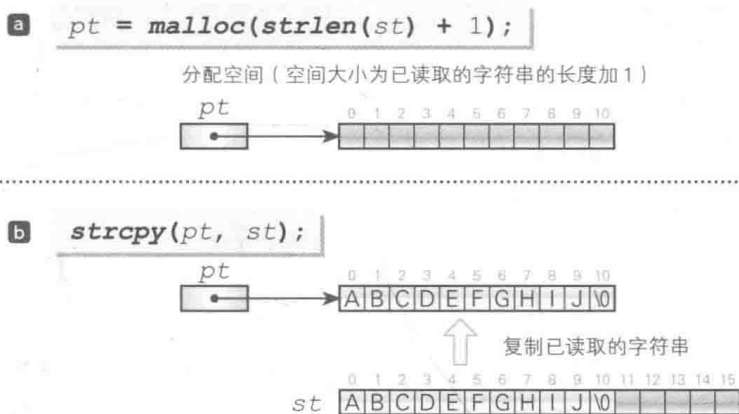 a pt = malloc(strlen(st) + 1);
分配空间（空间大小为已读取的字符串的长度加1）
pt
0 1 2 3 4 5 6 7 8 9 10
b strcpy(pt, st);
pt
0 1 2 3 4 5 6 7 8 9 10
A B C D E F G H I J \0
复制已读取的字符串
0 1 2 3 4 5 6 7 8 9 10 11 12 13 14 15
st A B C D E F G H I J \0